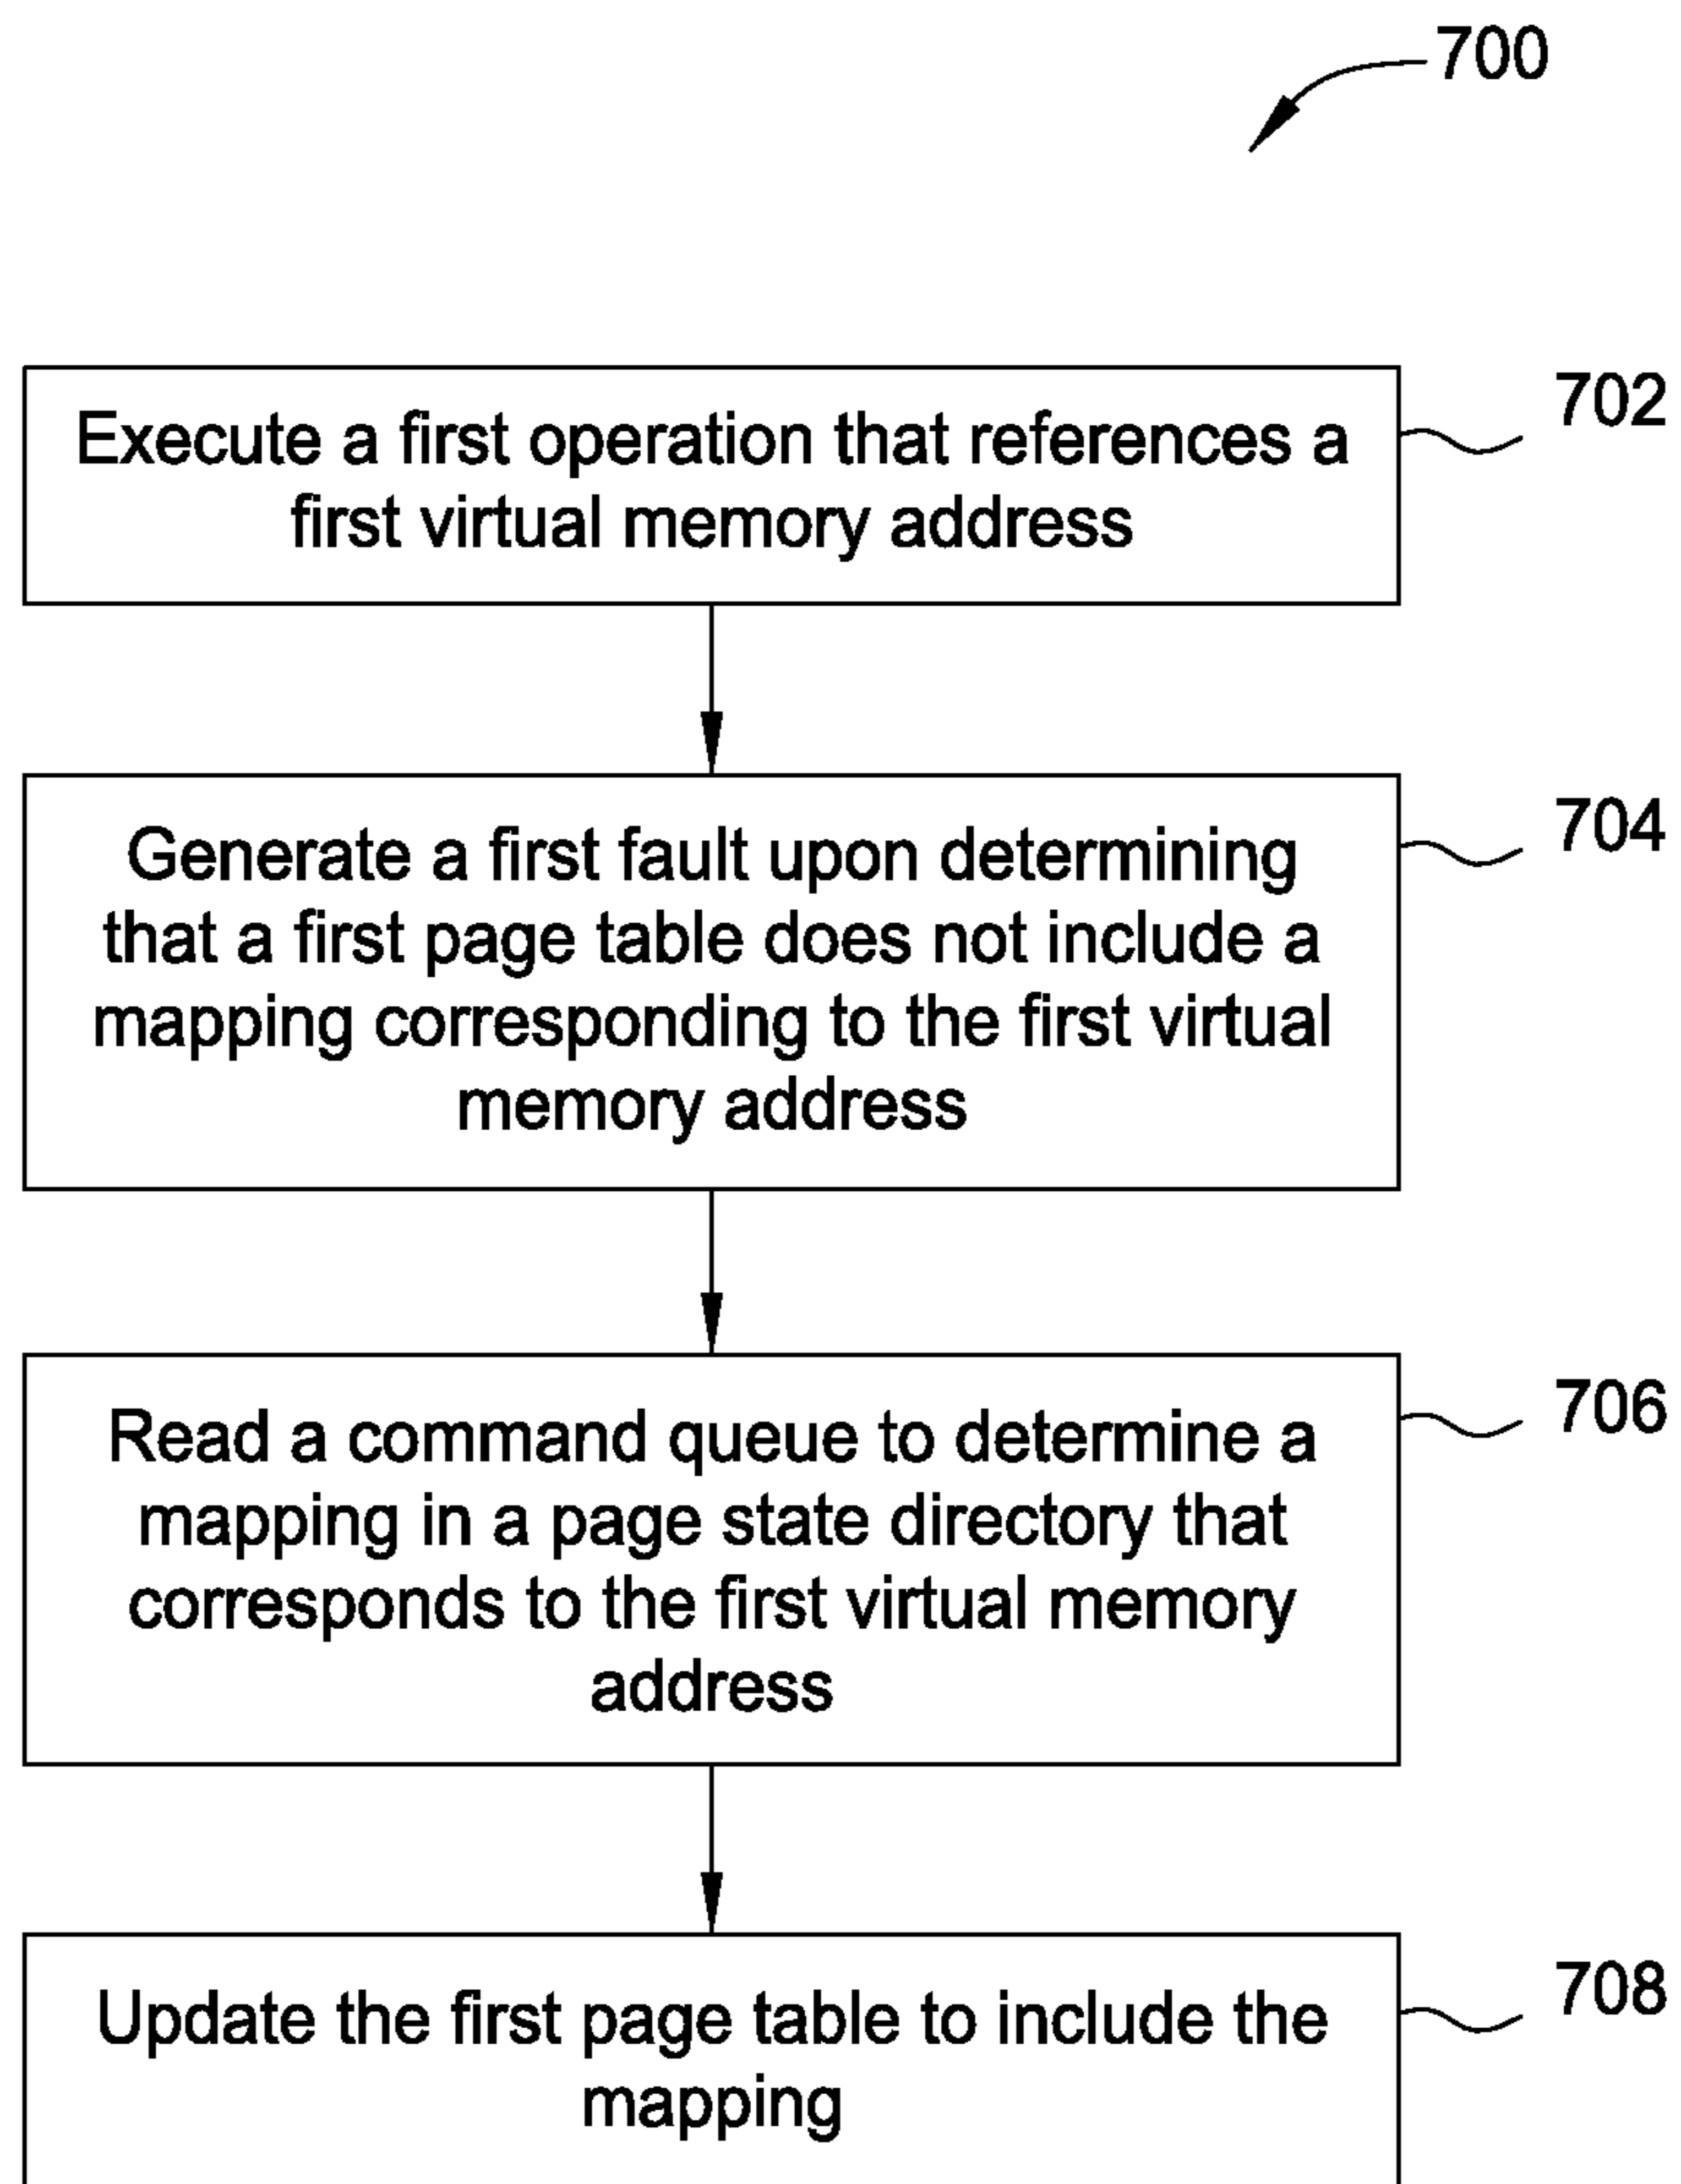 700
702
Execute a first operation that references a
first virtual memory address
704
Generate a first fault upon determining
that a first page table does not include a
mapping corresponding to the first virtual
memory address
706
Read a command queue to determine a
mapping in a page state directory that
corresponds to the first virtual memory
address
708
Update the first page table to include the
mapping